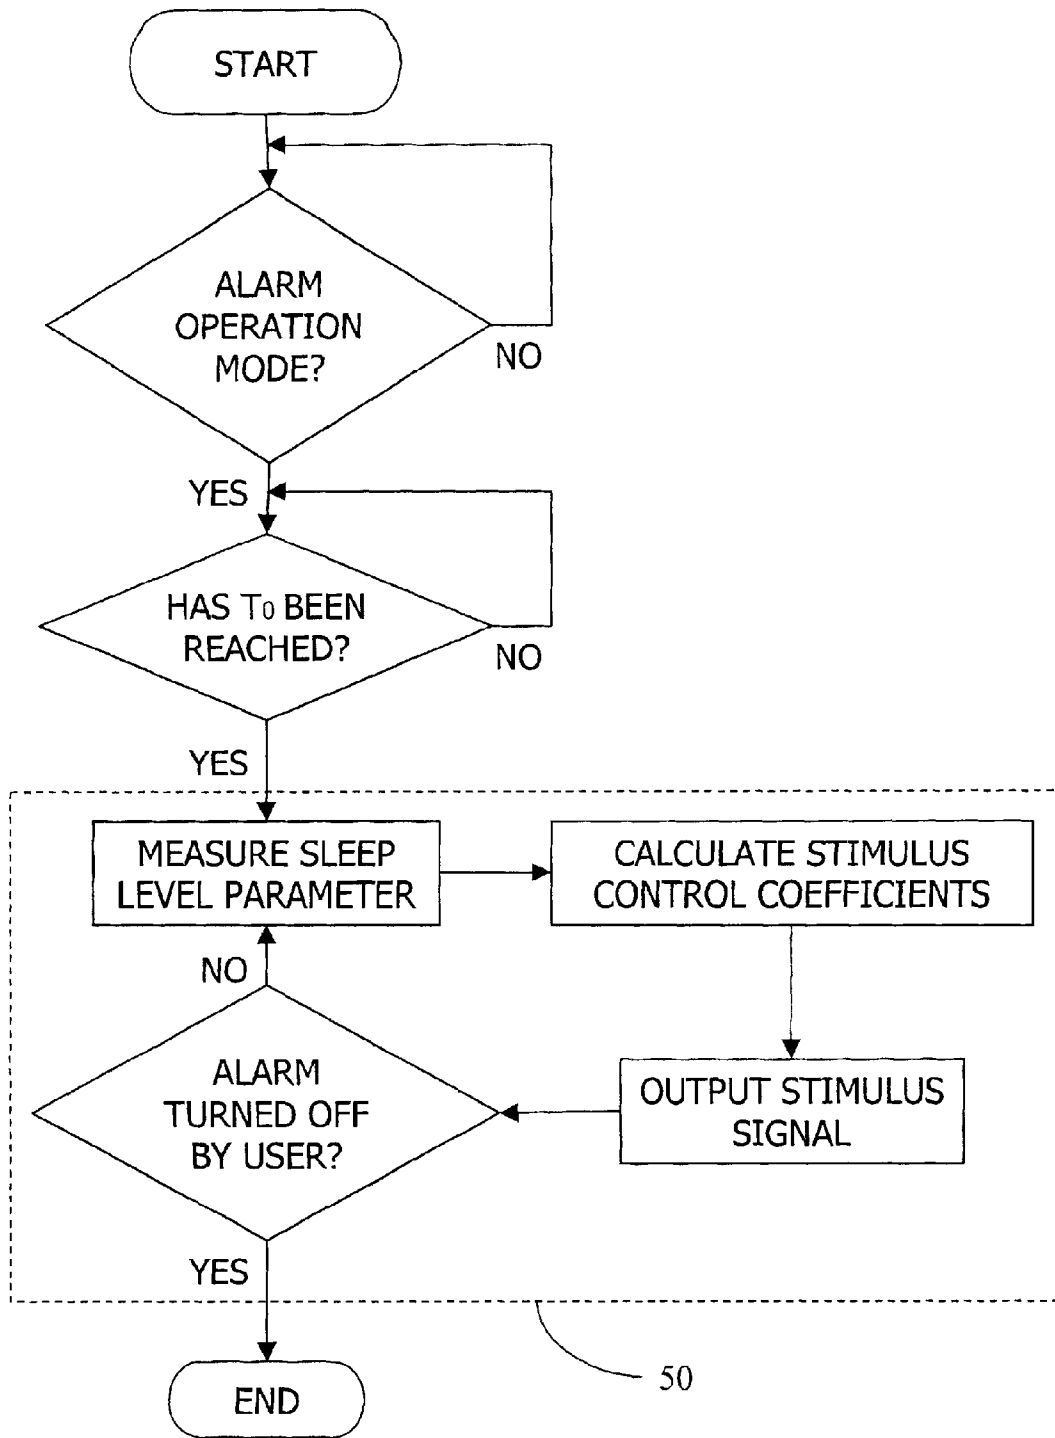 START
ALARM
OPERATION
MODE?
NO
YES
HAS T0 BEEN
REACHED?
NO
YES
MEASURE SLEEP
LEVEL PARAMETER
CALCULATE STIMULUS
CONTROL COEFFICIENTS
NO
ALARM
TURNED OFF
BY USER?
OUTPUT STIMULUS
SIGNAL
YES
50
END